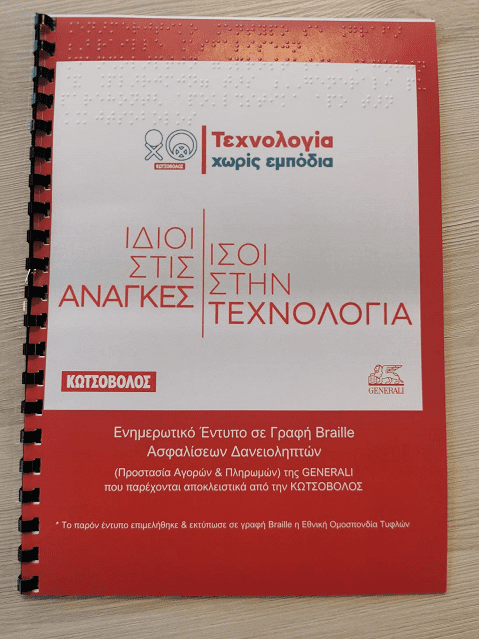 Τεχνολογία
χωρίς εμπόδια
ΚΩΤΣΟΒΟΛΟΣ
ΙΔΙΟΙ
ΣΤΙΣ
ΑΝΑΓΚΕΣ
ΙΣΟΙ
ΣΤΗΝ
ΤΕΧΝΟΛΟΓΙΑ
ΚΩΤΣΟΒΟΛΟΣ
GENERALI
Ενημερωτικό Έντυπο σε Γραφή Braille
Ασφαλίσεων Δανειοληπτών
(Προστασία Αγορών & Πληρωμών) της GENERALI
που παρέχονται αποκλειστικά από την ΚΩΤΣΟΒΟΛΟΣ
* Το παρόν έντυπο επιμελήθηκε & εκτύπωσε σε γραφή Braille η Εθνική Ομοσπονδία Τυφλών